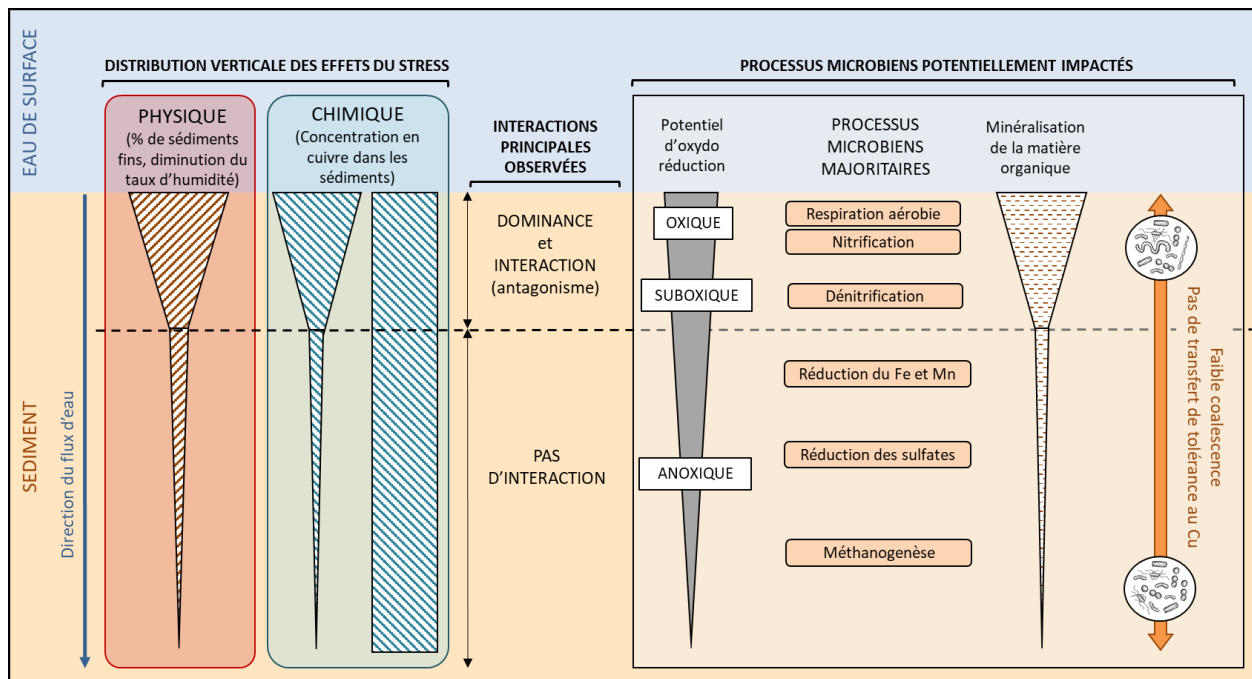 EAU DE SURFACE
SEDIMENT
Direction du flux d'eau
DISTRIBUTION VERTICALE DES EFFETS DU STRESS
PHYSIQUE
(% de sédiments
fins, diminution du
taux d'humidité)
CHIMIQUE
(Concentration en
cuivre dans les
sédiments)
INTERACTIONS
PRINCIPALES
OBSERVÉES
DOMINANCE
et
INTERACTION
(antagonisme)
PAS
D'INTERACTION
PROCESSUS MICROBIENS POTENTIELLEMENT IMPACTÉS
Potentiel
d'oxydo
réduction
OXIQUE
SUBOXIQUE
ANOXIQUE
PROCESSUS
MICROBIENS
MAJORITAIRES
Respiration aérobie
Nitrification
Dénitrification
Réduction du Fe et Mn
Réduction des sulfates
Méthanogenèse
Minéralisation
de la matière
organique
Faible coalescence
Pas de transfert de tolérance au Cu